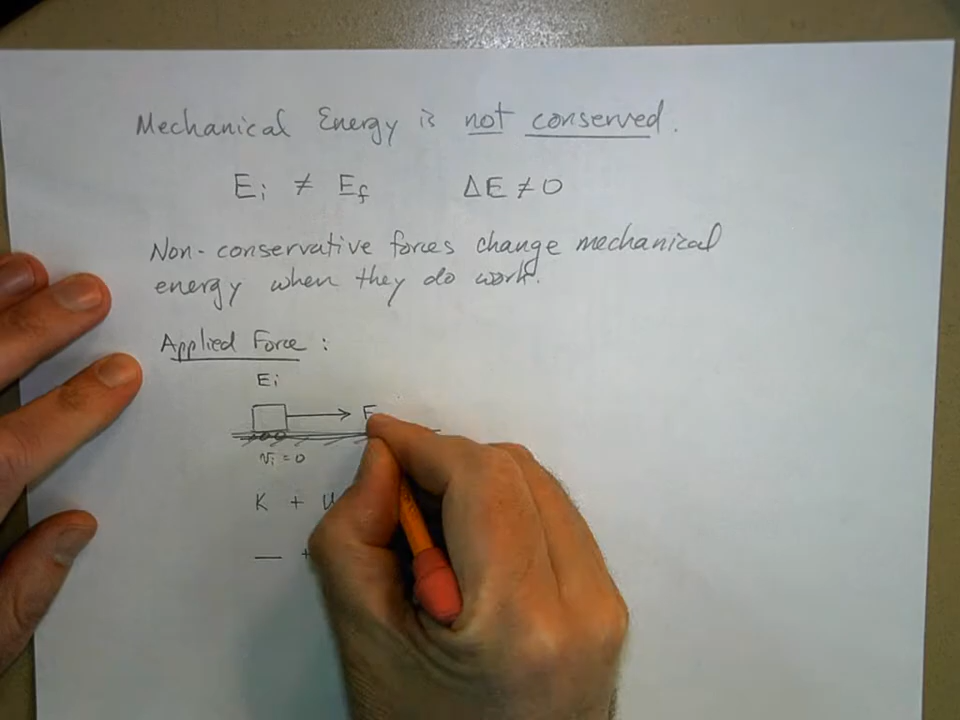 Mechanical Energy is not conserved.
Ei ≠ Ef ΔE ≠ 0
Non-conservative forces change mechanical
energy when they do work.
Applied Force :
Ei
F
vi = 0
K + U
— +